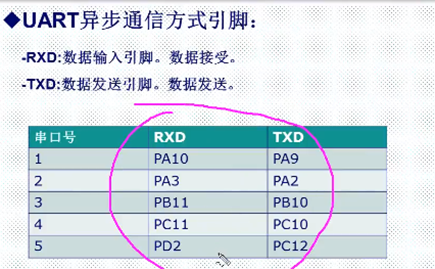 ◆UART异步通信方式引脚：
-RXD:数据输入引脚。数据接受。
-TXD:数据发送引脚。数据发送。
串口号 RXD TXD
1 PA10 PA9
2 PA3 PA2
3 PB11 PB10
4 PC11 PC10
5 PD2 PC12